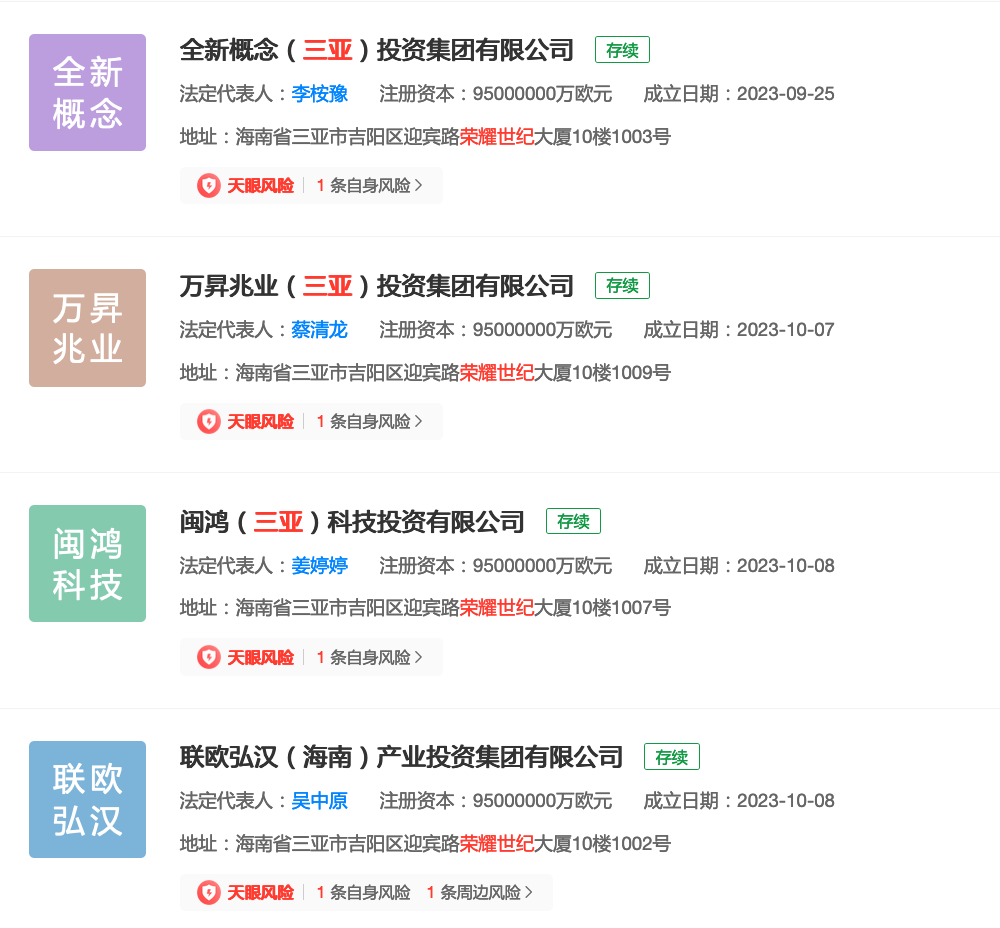 全新
概念
全新概念（三亚）投资集团有限公司 存续
法定代表人：李桉豫 注册资本：95000000万欧元 成立日期：2023-09-25
地址：海南省三亚市吉阳区迎宾路荣耀世纪大厦10楼1003号
天眼风险 1 条自身风险
万昇
兆业
万昇兆业（三亚）投资集团有限公司 存续
法定代表人：蔡清龙 注册资本：95000000万欧元 成立日期：2023-10-07
地址：海南省三亚市吉阳区迎宾路荣耀世纪大厦10楼1009号
天眼风险 1 条自身风险
闽鸿
科技
闽鸿（三亚）科技投资有限公司 存续
法定代表人：姜婷婷 注册资本：95000000万欧元 成立日期：2023-10-08
地址：海南省三亚市吉阳区迎宾路荣耀世纪大厦10楼1007号
天眼风险 1 条自身风险
联欧
弘汉
联欧弘汉（海南）产业投资集团有限公司 存续
法定代表人：吴中原 注册资本：95000000万欧元 成立日期：2023-10-08
地址：海南省三亚市吉阳区迎宾路荣耀世纪大厦10楼1002号
天眼风险 1 条自身风险 1 条周边风险